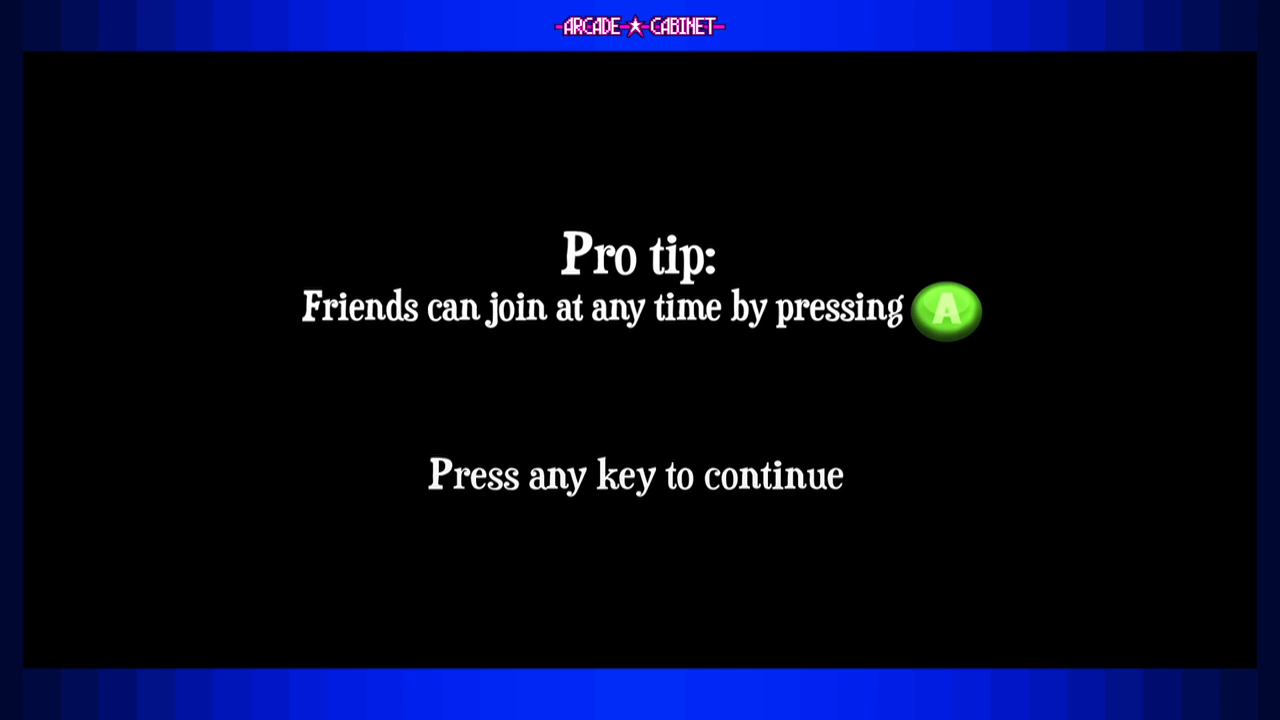 ARCADE★CABINET
Pro tip:
Friends can join at any time by pressing A
Press any key to continue